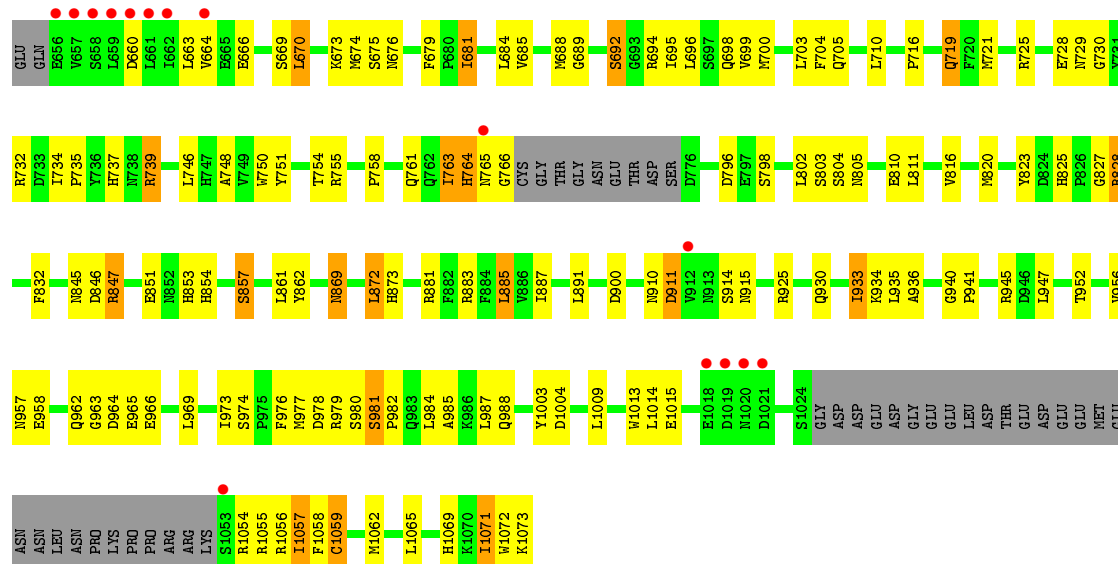 GLU GLN E656 V657 S658 L659 D660 L661 I662 L663 V664 E665 E666 S669 L670 K673 M674 S675 N676 F679 P680 I681 L684 V685 M688 G689 S692 G693 R694 I695 L696 S697 Q698 V699 M700 L703 F704 Q705 L710 P716 Q719 F720 M721 R725 E728 N729 G730 Y731
R732 D733 I734 P735 Y736 H737 N738 R739 L746 H747 A748 V749 W750 Y751 T754 R755 P758 Q761 Q762 I763 H764 N765 G766 CYS GLY THR GLY ASN GLU THR ASP SER D776 D796 E797 S798 L802 S803 S804 N805 E810 L811 V816 M820 Y823 D824 H825 P826 G827 R828
F832 N845 D846 R847 E851 N852 H853 H854 S857 L861 Y862 N869 L872 H873 R881 F882 R883 F884 L885 V886 I887 L891 D900 N910 D911 V912 N913 S914 N915 R925 Q930 I933 K934 L935 A936 G940 P941 R945 D946 L947 T952
N957 E958 Q962 G963 D964 E965 E966 L969 I973 S974 P975 F976 M977 D978 R979 S980 S981 P982 Q983 L984 A985 K986 L987 Q988 Y1003 D1004 L1009 W1013 L1014 E1015 E1018 D1019 N1020 D1021 S1024 GLY ASP ASP GLU ASP GLY GLU GLU GLU LEU ASP THR GLU ASP GLU GLU MET GLU
ASN ASN LEU ASN PRO LYS PRO PRO ARG ARG LYS S1053 R1054 R1055 R1056 I1057 F1058 C1059 M1062 L1065 H1069 K1070 I1071 W1072 K1073